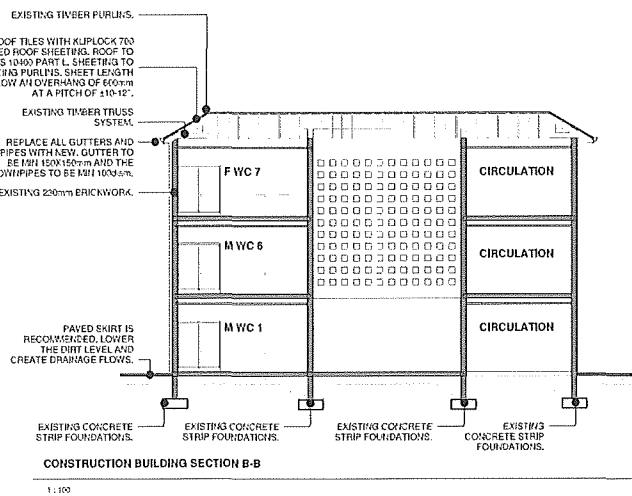 EXISTING TIMBER PURLINS.
OOF TILES WITH KLIPLOCK 700
ED ROOF SHEETING. ROOF TO
S 10400 PART L. SHEETING TO
ING PURLINS. SHEET LENGTH
LOW AN OVERHANG OF 600mm
AT A PITCH OF ±10-12°.
EXISTING TIMBER TRUSS
SYSTEM.
REPLACE ALL GUTTERS AND
PIPES WITH NEW. GUTTER TO
BE MIN 150X150mm AND THE
OWNPIPES TO BE MIN 100dam.
EXISTING 230mm BRICKWORK.
F WC 7
CIRCULATION
M WC 6
CIRCULATION
M WC 1
CIRCULATION
PAVED SKIRT IS
RECOMMENDED. LOWER
THE DIRT LEVEL AND
CREATE DRAINAGE FLOWS.
EXISTING CONCRETE
STRIP FOUNDATIONS.
EXISTING CONCRETE
STRIP FOUNDATIONS.
EXISTING CONCRETE
STRIP FOUNDATIONS.
EXISTING
CONCRETE STRIP
FOUNDATIONS.
CONSTRUCTION BUILDING SECTION B-B
1:100